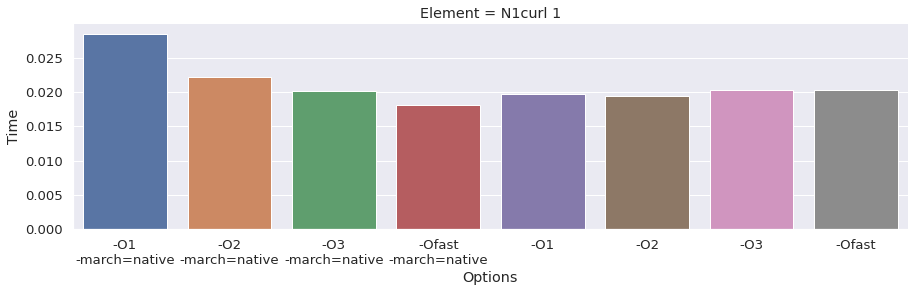 Element = N1curl 1
Time
0.025
0.020
0.015
0.010
0.005
0.000
-O1 -O2 -O3 -Ofast -O1 -O2 -O3 -Ofast
-march=native -march=native -march=native -march=native
Options